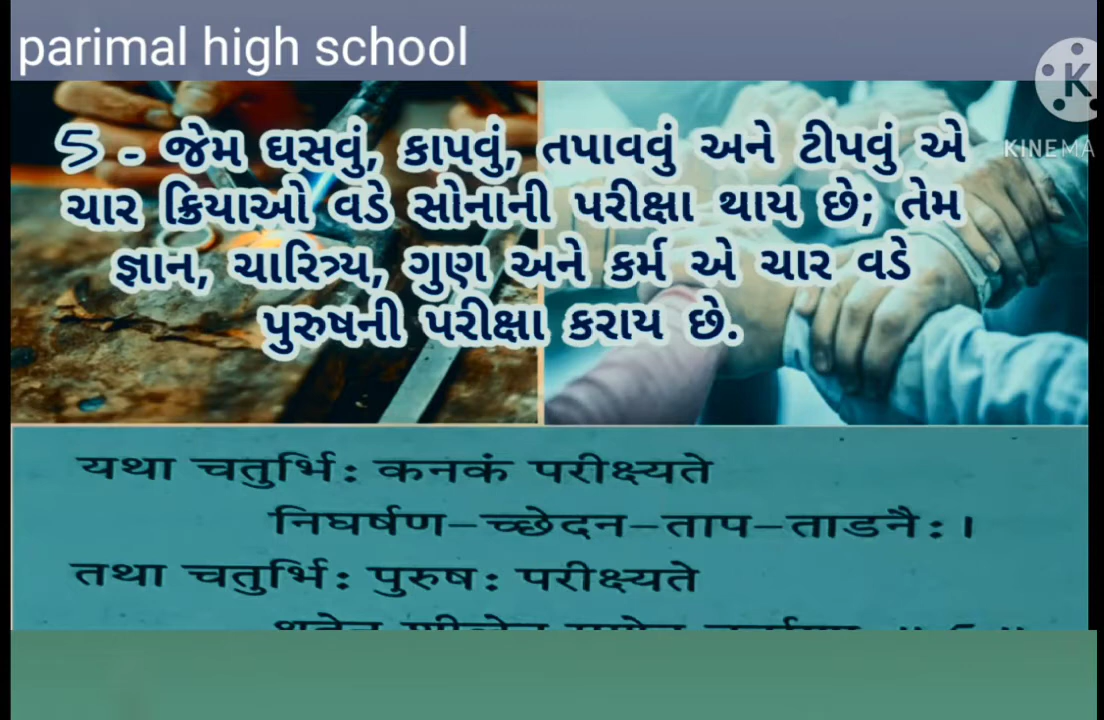 parimal high school
K
KINEMA
5 - જેમ ઘસવું, કાપવું, તપાવવું અને ટીપવું એ
ચાર ક્રિયાઓ વડે સોનાની પરીક્ષા થાય છે; તેમ
જ્ઞાન, ચારિત્ર્ય, ગુણ અને કર્મ એ ચાર વડે
પુરુષની પરીક્ષા કરાય છે.
यथा चतुर्भिः कनकं परीक्ष्यते
निघर्षण-च्छेदन-ताप-ताडनैः ।
तथा चतुर्भिः पुरुषः परीक्ष्यते